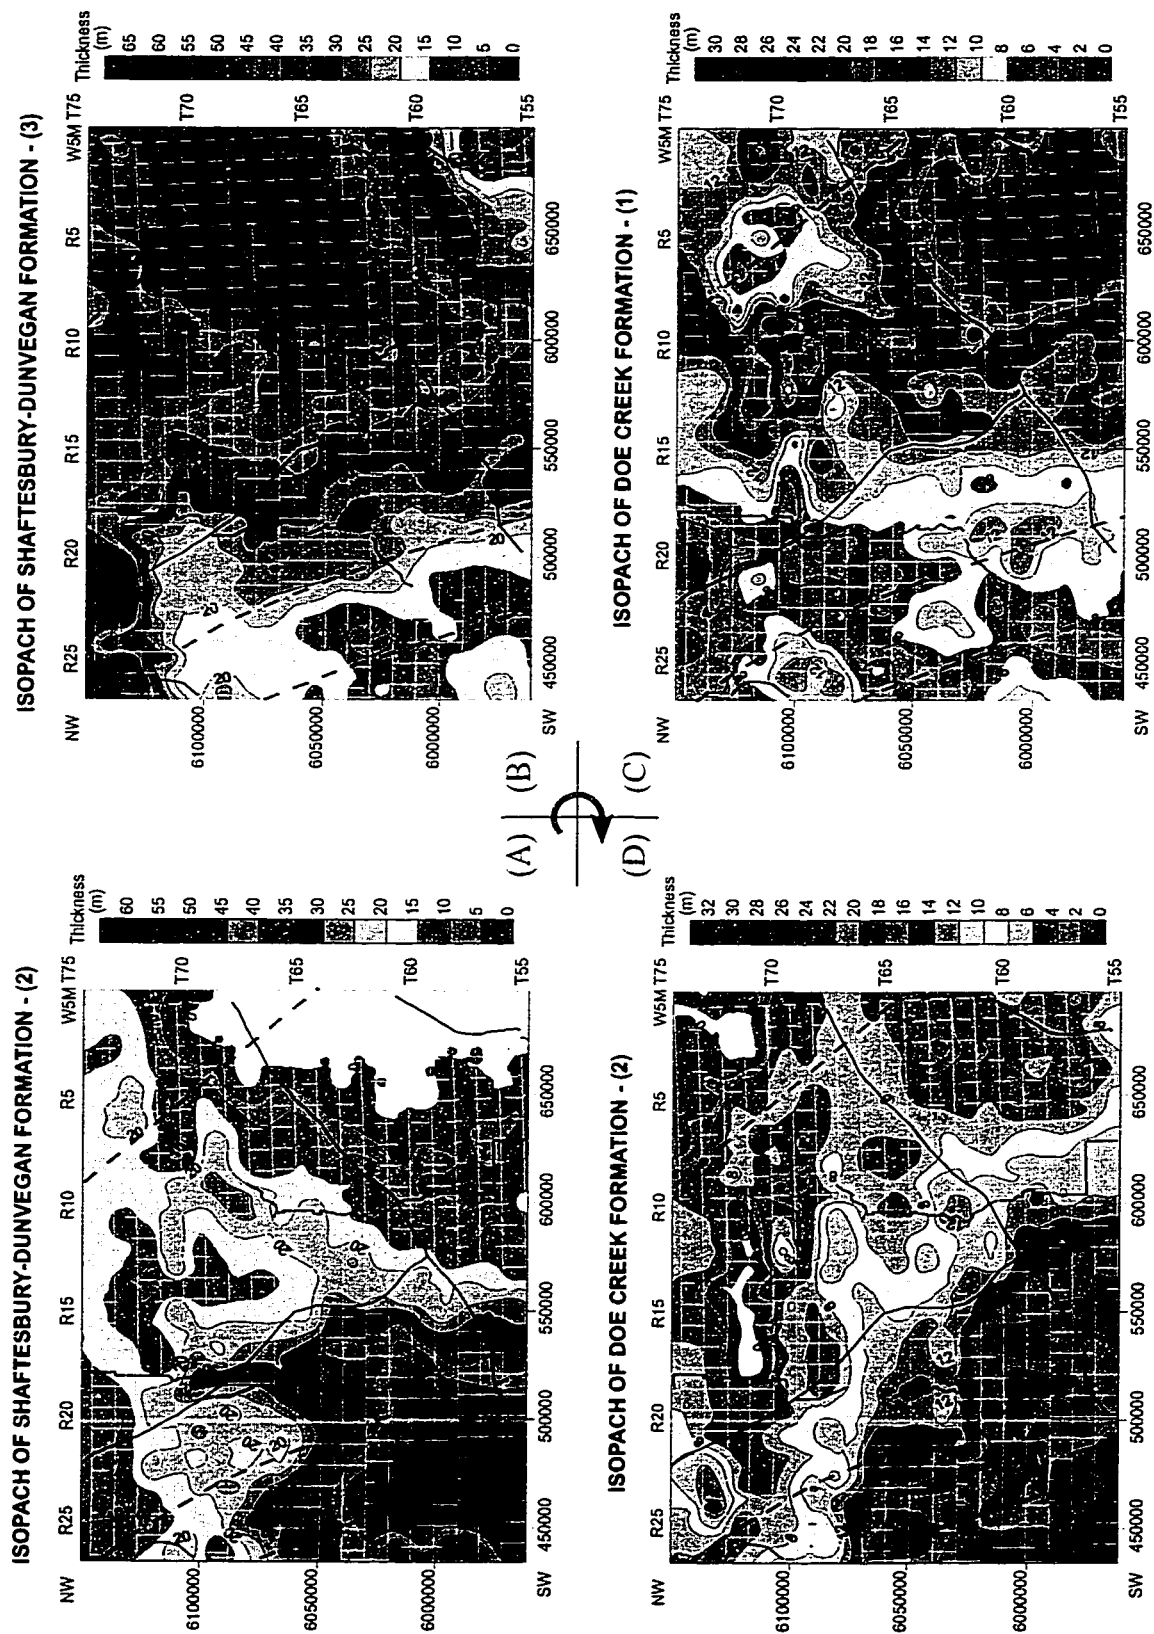 ISOPACH OF SHAFTESBURY-DUNVEGAN FORMATION - (2)
NW R25 R20 R15 R10 R5 W5M T75
Thickness
(m)
60
55
50
45
40
35
30
25
20
15
10
5
0
T70
T65
T60
T55
6100000
6050000
6000000
SW 450000 500000 550000 600000 650000
ISOPACH OF SHAFTESBURY-DUNVEGAN FORMATION - (3)
NW R25 R20 R15 R10 R5 W5M T75
Thickness
(m)
65
60
55
50
45
40
35
30
25
20
15
10
5
0
T70
T65
T60
T55
6100000
6050000
6000000
SW 450000 500000 550000 600000 650000
(A) (B)
(D) (C)
ISOPACH OF DOE CREEK FORMATION - (2)
NW R25 R20 R15 R10 R5 W5M T75
Thickness
(m)
32
30
28
26
24
22
20
18
16
14
12
10
8
6
4
2
0
T70
T65
T60
T55
6100000
6050000
6000000
SW 450000 500000 550000 600000 650000
ISOPACH OF DOE CREEK FORMATION - (1)
NW R25 R20 R15 R10 R5 W5M T75
Thickness
(m)
30
28
26
24
22
20
18
16
14
12
10
8
6
4
2
0
T70
T65
T60
T55
6100000
6050000
6000000
SW 450000 500000 550000 600000 650000